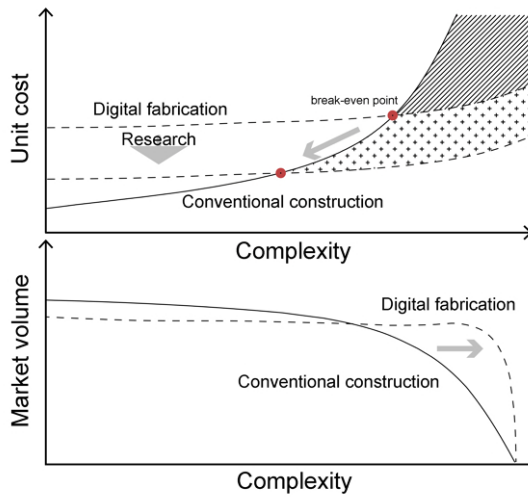 Unit cost
Digital fabrication
break-even point
Research
Conventional construction
Complexity
Market volume
Digital fabrication
Conventional construction
Complexity